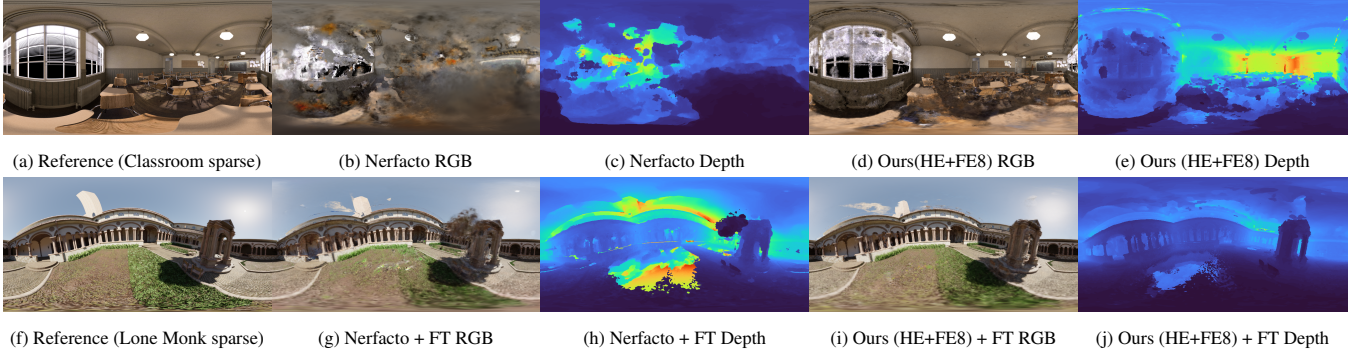 (a) Reference (Classroom sparse)
(b) Nerfacto RGB
(c) Nerfacto Depth
(d) Ours(HE+FE8) RGB
(e) Ours (HE+FE8) Depth
(f) Reference (Lone Monk sparse)
(g) Nerfacto + FT RGB
(h) Nerfacto + FT Depth
(i) Ours (HE+FE8) + FT RGB
(j) Ours (HE+FE8) + FT Depth